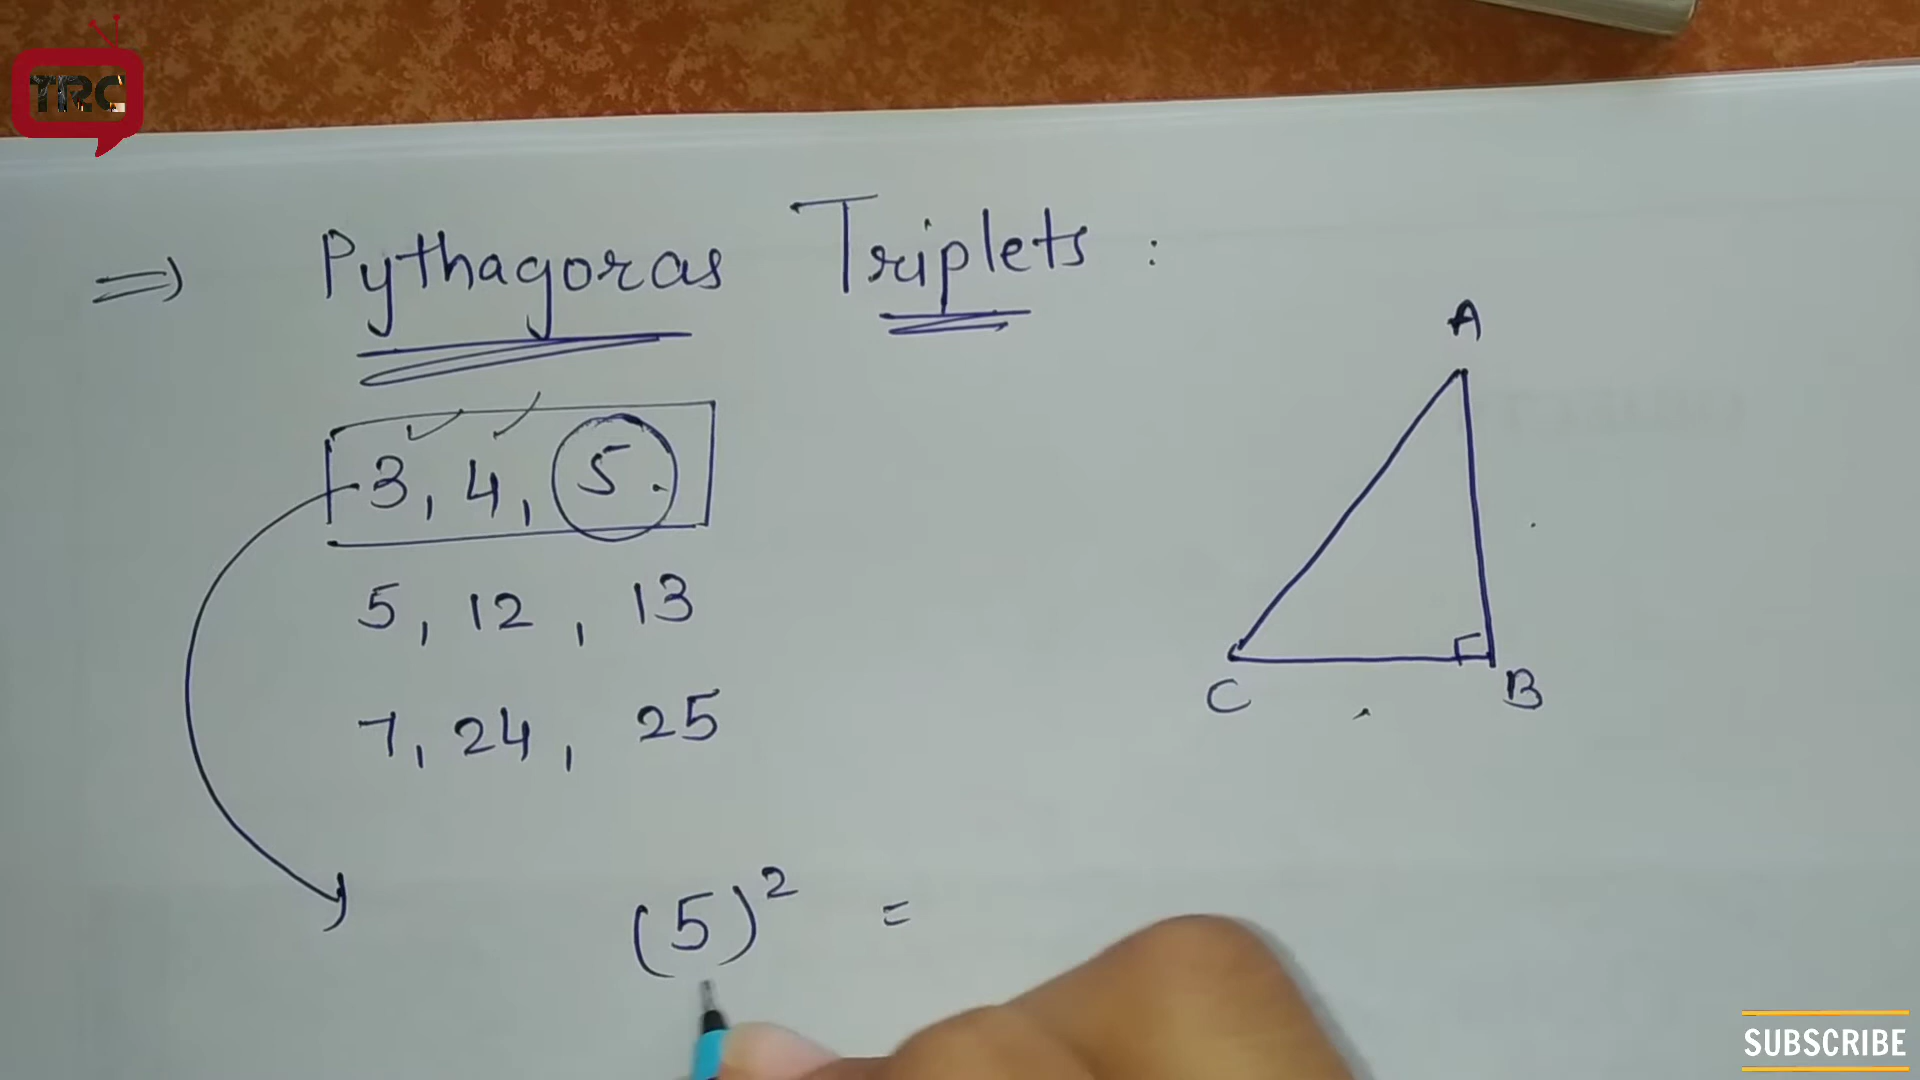 TRC
⇒ Pythagoras Triplets :
3, 4, 5.
5, 12, 13
7, 24, 25
A
C B
(5)² =
SUBSCRIBE